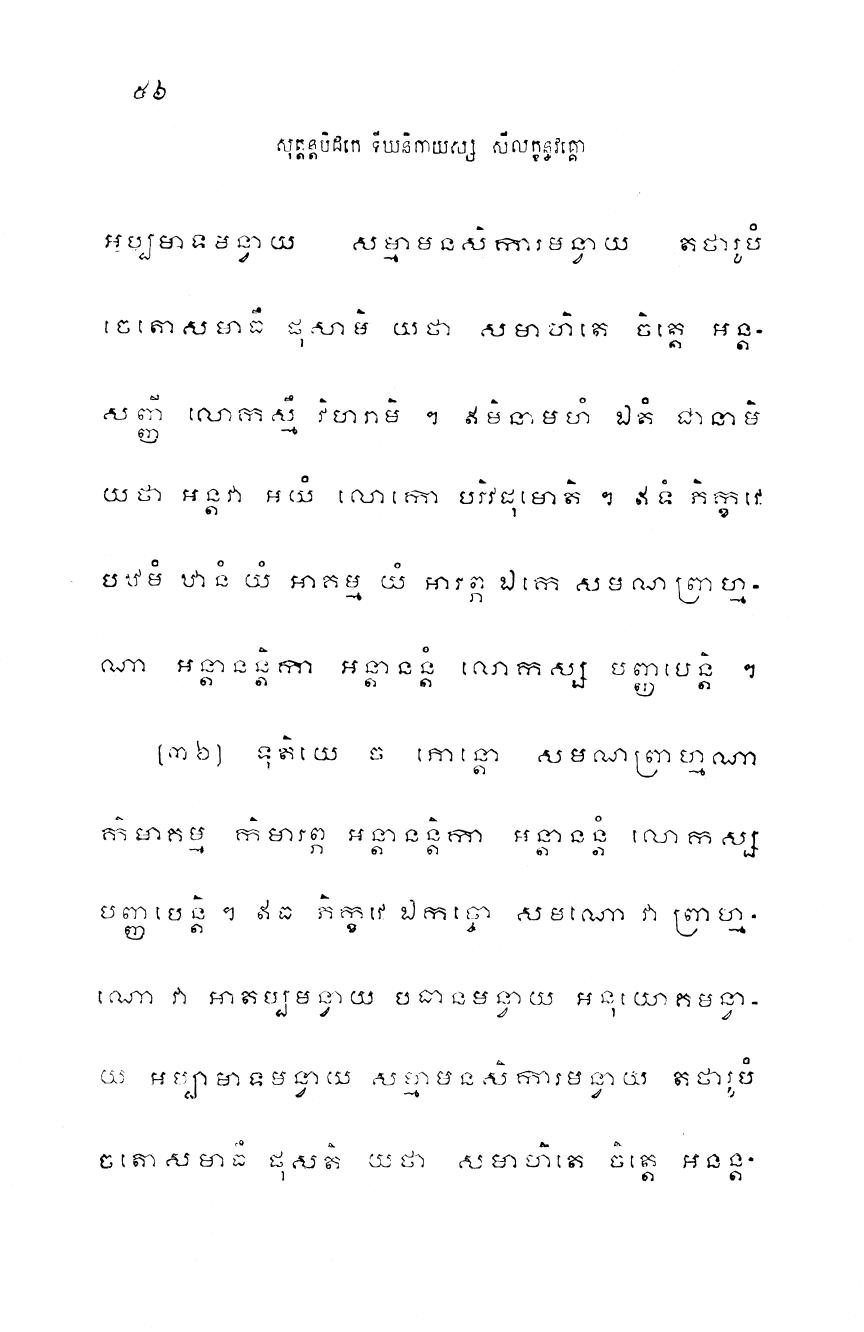 ៥៦
សុត្តន្តបិដកេ ទីឃនិកាយស្ស សីលក្ខន្ធវគ្គោ
អប្បមាទមន្វាយ សម្មាមនសិការមន្វាយ តថារូបំ
ចេតោសមាធឹ ផុសាមិ យថា សមាហិតេ ចិត្តេ អន្ត-
សញ្ញី លោកស្មឹ វិហរាមិ ។ ឥមិនាមហំ ឯតំ ជានាមិ
យថា អន្តវា អយំ លោកោ បរិវដុមោតិ ។ ឥទំ ភិក្ខវេ
បឋមំ ឋានំ យំ អាគម្ម យំ អារព្ភ ឯកេ សមណព្រាហ្ម-
ណា អន្តានន្តិកា អន្តានន្តំ លោកស្ស បញ្ញបេន្តិ ។
[៣៦] ទុតិយេ ច ភោន្តោ សមណព្រាហ្មណា
កិមាគម្ម កិមារព្ភ អន្តានន្តិកា អន្តានន្តំ លោកស្ស
បញ្ញបេន្តិ ។ ឥធ ភិក្ខវេ ឯកច្ចោ សមណោ វា ព្រាហ្ម-
ណោ វា អាតប្បមន្វាយ បធានមន្វាយ អនុយោគមន្វា-
យ អប្បាមាទមន្វាយ សម្មាមនសិការមន្វាយ តថារូបំ
ចតោសមាធឹ ផុសតិ យថា សមាហិតេ ចិត្តេ អនន្ត-